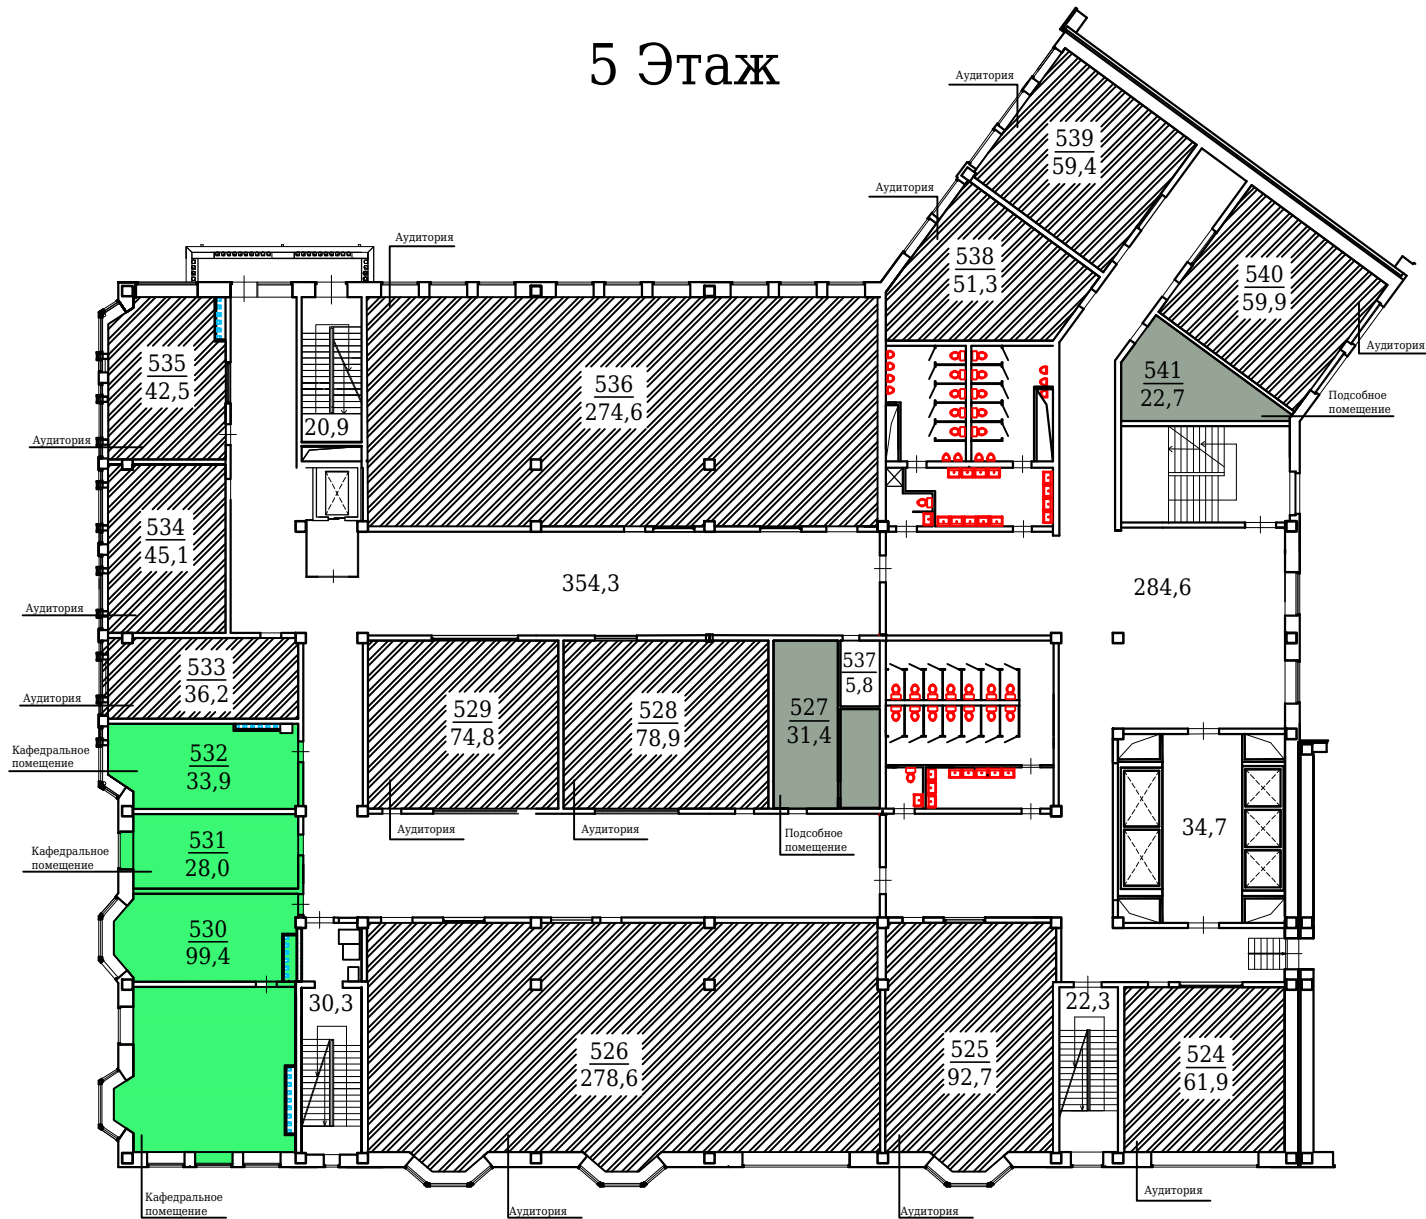 5 Этаж
Аудитория
539
59,4
Аудитория
538
51,3
Аудитория
540
59,9
Аудитория
535
42,5
536
274,6
541
22,7
Подсобное
помещение
20,9
Аудитория
534
45,1
354,3
284,6
Аудитория
533
36,2
Аудитория
537
5,8
529
74,8
528
78,9
527
31,4
Кафедральное
помещение
532
33,9
Аудитория
Аудитория
Подсобное
помещение
34,7
531
28,0
Кафедральное
помещение
530
99,4
30,3
22,3
526
278,6
525
92,7
524
61,9
Кафедральное
помещение
Аудитория
Аудитория
Аудитория